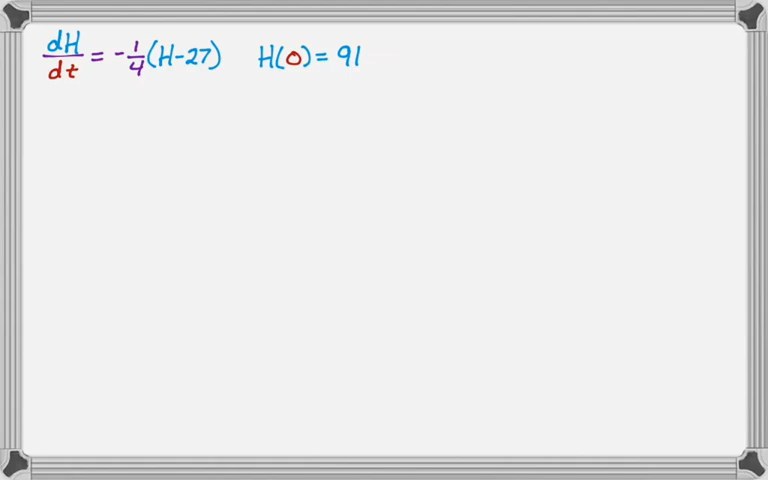 dH/dt = -1/4(H-27)   H(0) = 91